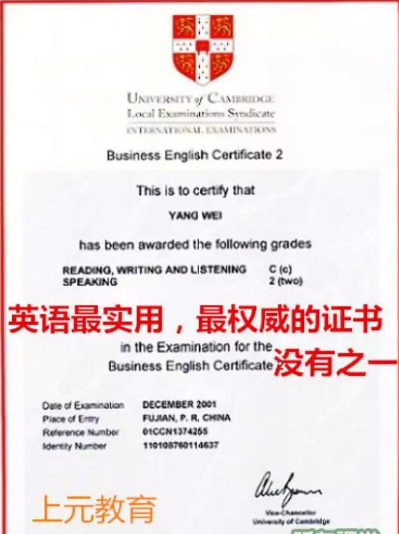 UNIVERSITY of CAMBRIDGE
Local Examinations Syndicate
INTERNATIONAL EXAMINATIONS
Business English Certificate 2
This is to certify that
YANG WEI
has been awarded the following grades
READING, WRITING AND LISTENING C (c)
SPEAKING 2 (two)
英语最实用，最权威的证书
in the Examination for the
Business English Certificate
没有之一
Date of Examination DECEMBER 2001
Place of Entry FUJIAN, P. R. CHINA
Reference Number 01CCN1374255
Identity Number 110108760114637
上元教育
Vice-Chancellor
University of Cambridge